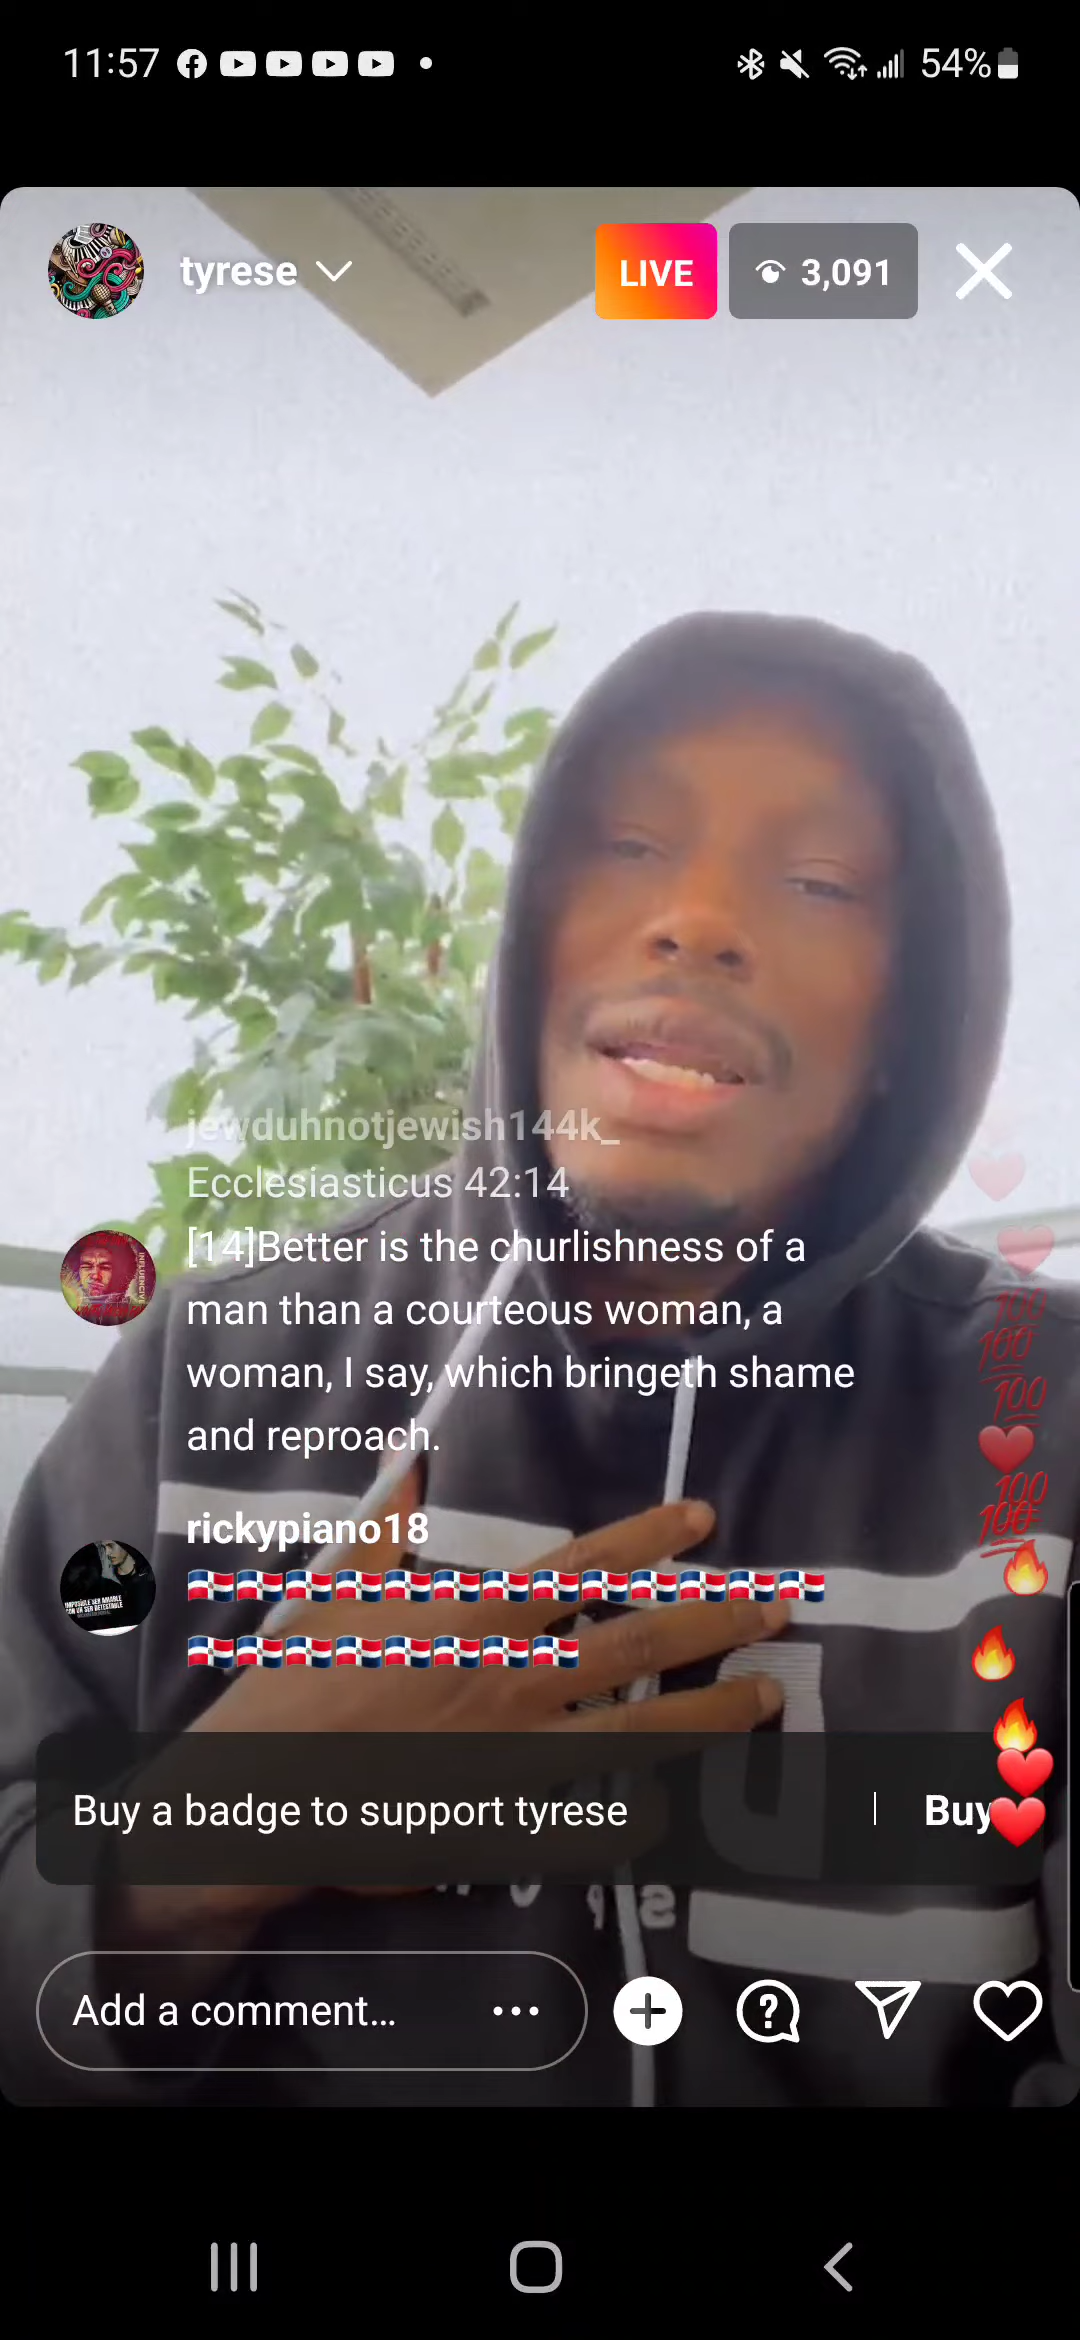 11:57
54%
tyrese
LIVE
3,091
jewduhnotjewish144k_
Ecclesiasticus 42:14
[14]Better is the churlishness of a
man than a courteous woman, a
woman, I say, which bringeth shame
and reproach.
rickypiano18
Buy a badge to support tyrese
Buy
Add a comment...